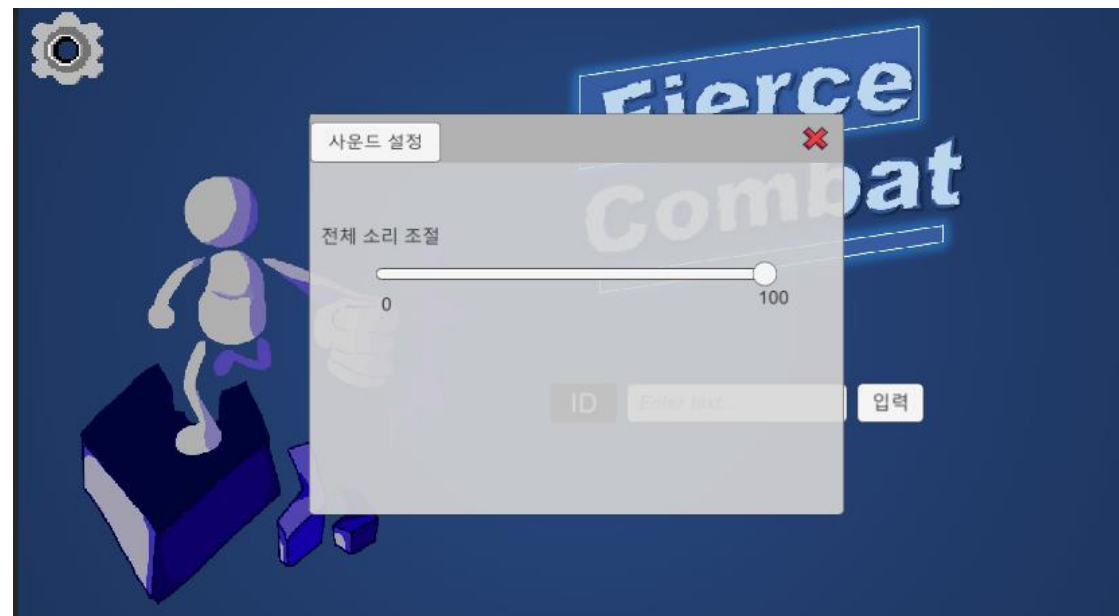 Fierce
사운드 설정
Combat
전체 소리 조절
0
100
ID
Enter text...
입력